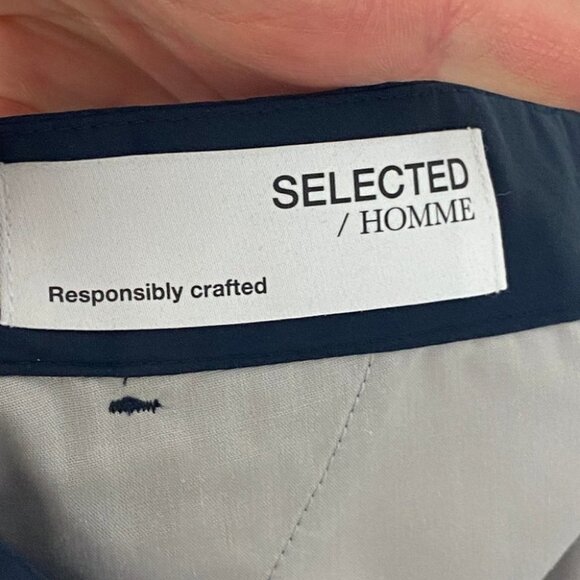 SELECTED
/ HOMME
Responsibly crafted